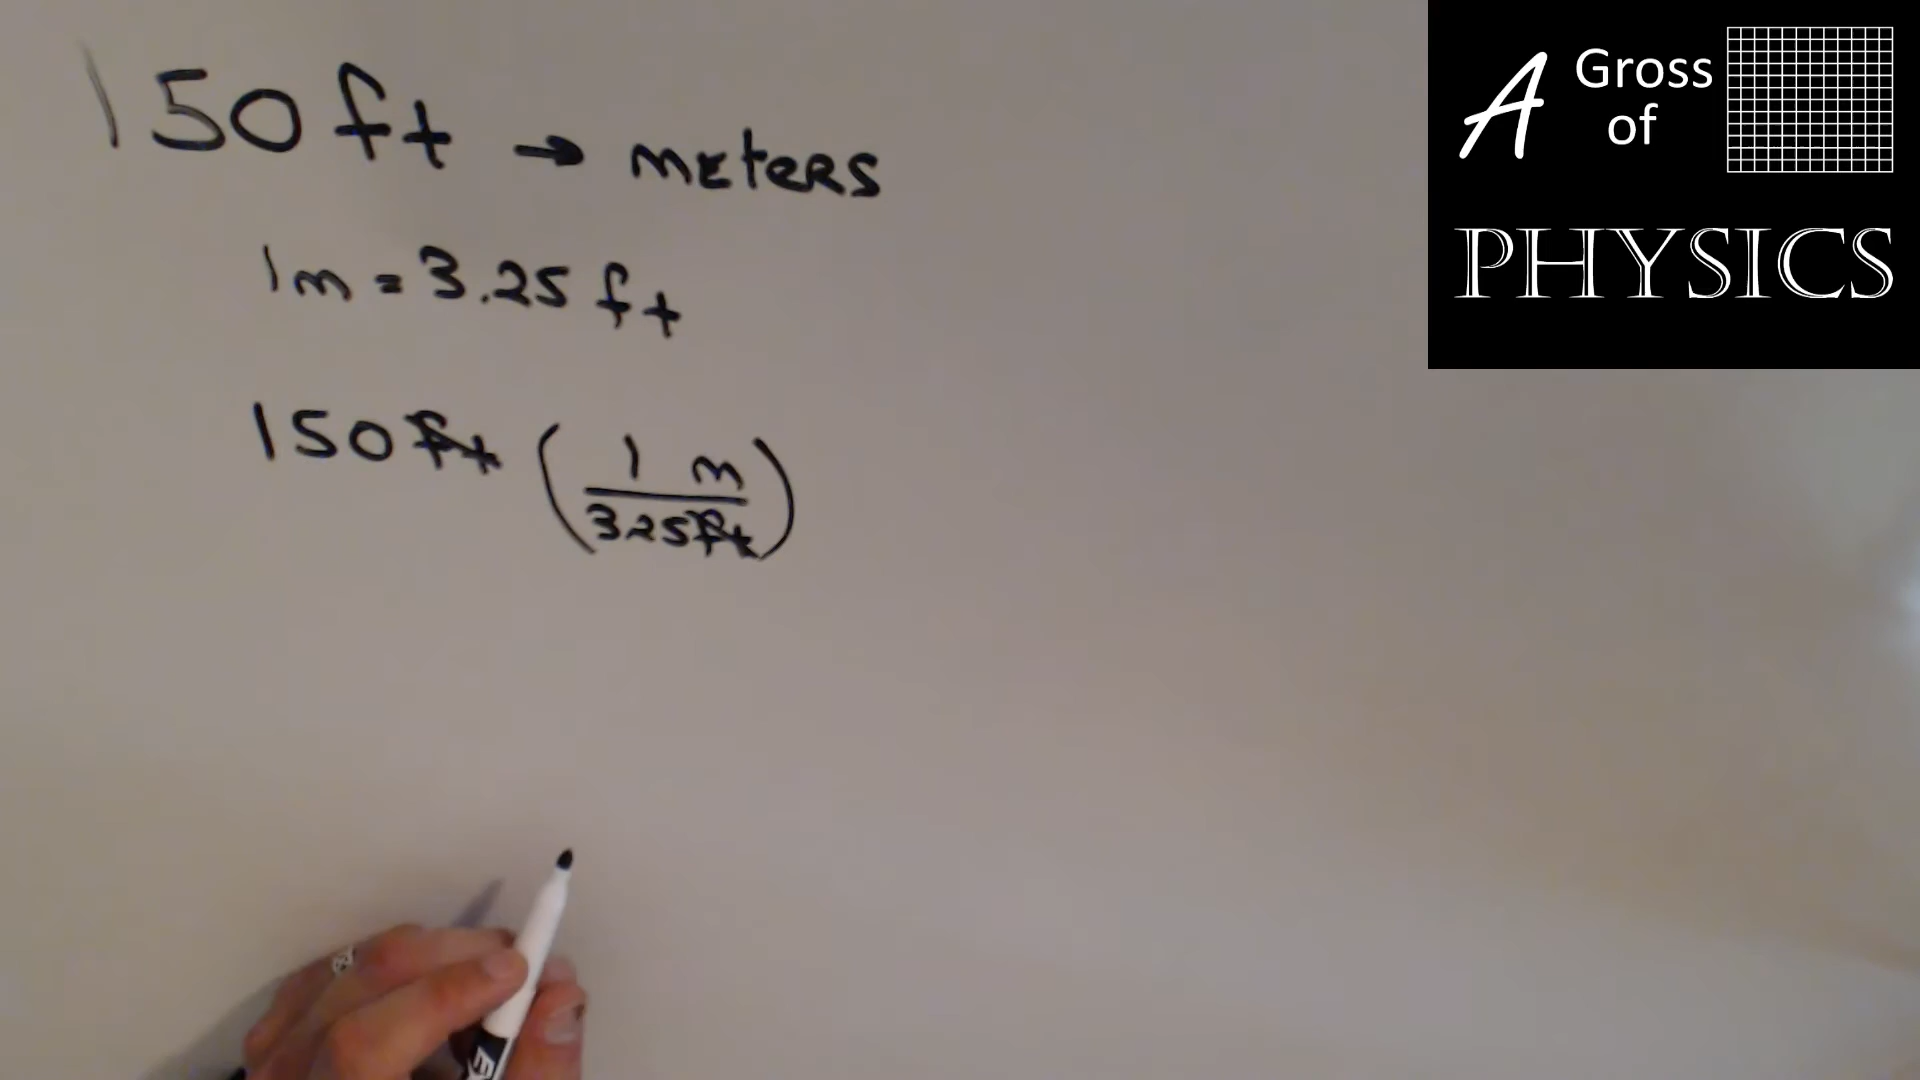 150 ft → meters
1m = 3.25 ft
150 ft ( 1 m / 3.25 ft )
A Gross of
PHYSICS